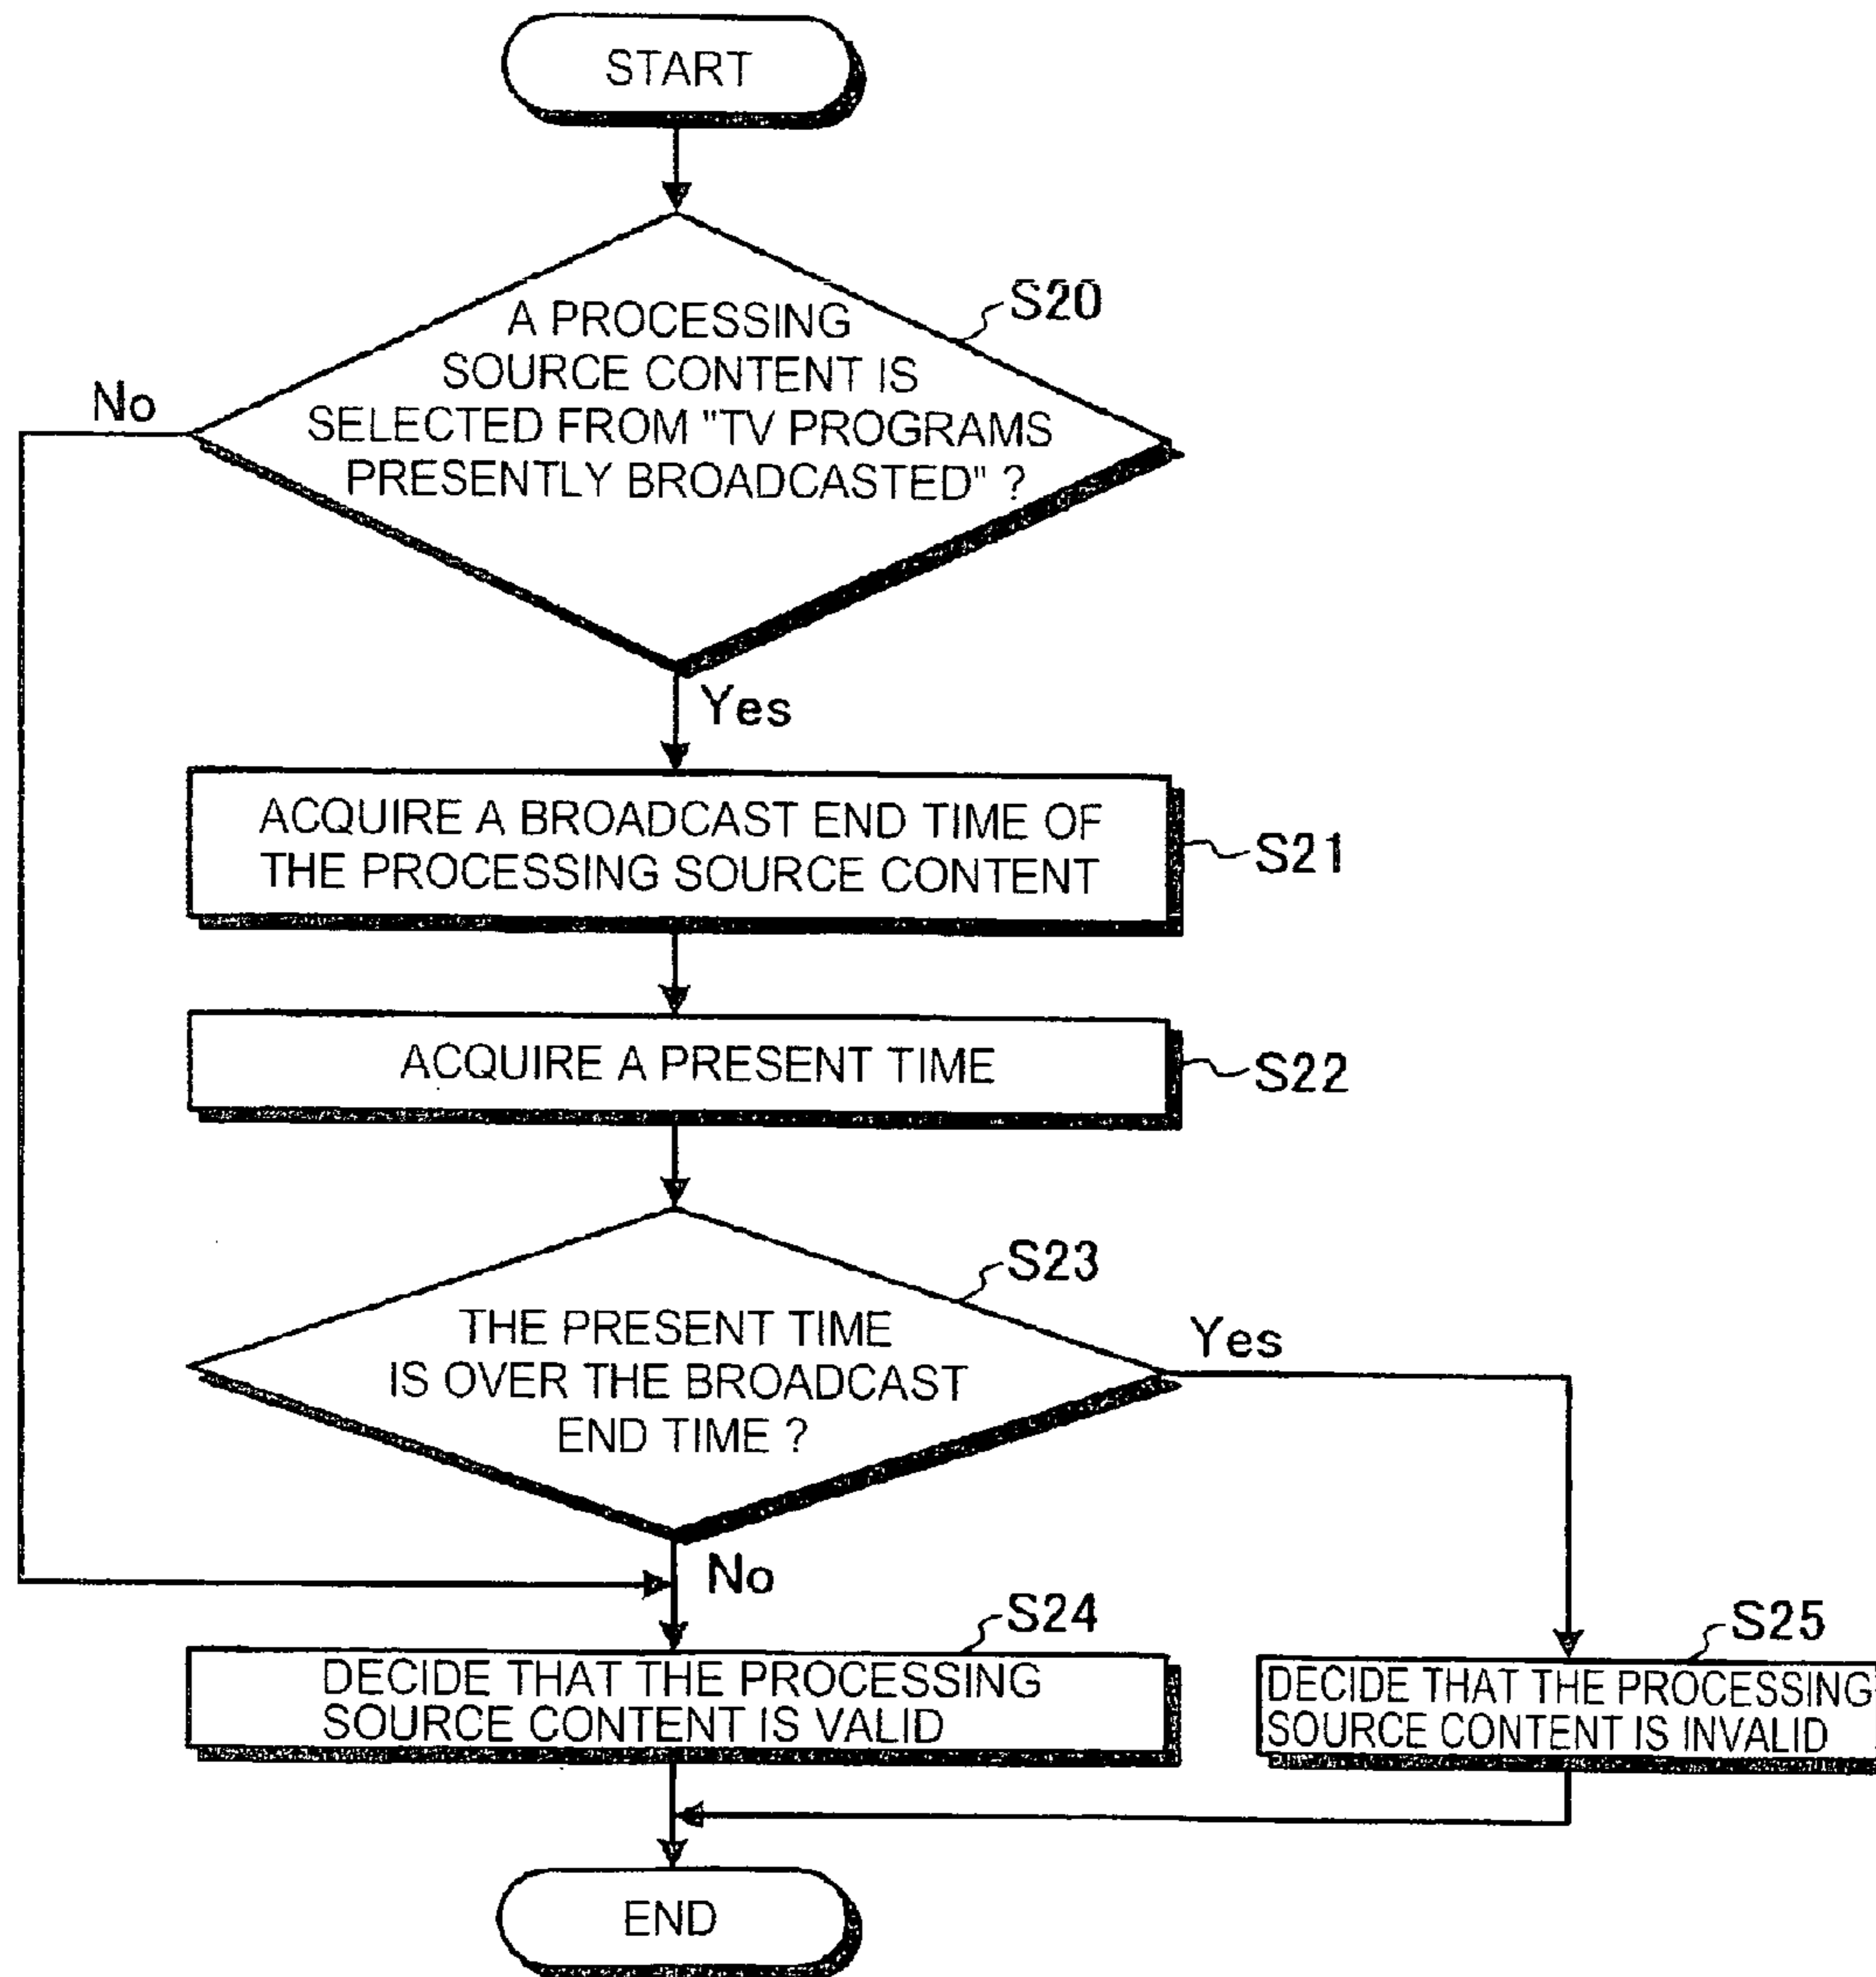 START
A PROCESSING
SOURCE CONTENT IS
SELECTED FROM "TV PROGRAMS
PRESENTLY BROADCASTED" ?
S20
No
Yes
ACQUIRE A BROADCAST END TIME OF
THE PROCESSING SOURCE CONTENT
S21
ACQUIRE A PRESENT TIME
S22
THE PRESENT TIME
IS OVER THE BROADCAST
END TIME ?
S23
Yes
No
S24
DECIDE THAT THE PROCESSING
SOURCE CONTENT IS VALID
S25
DECIDE THAT THE PROCESSING
SOURCE CONTENT IS INVALID
END